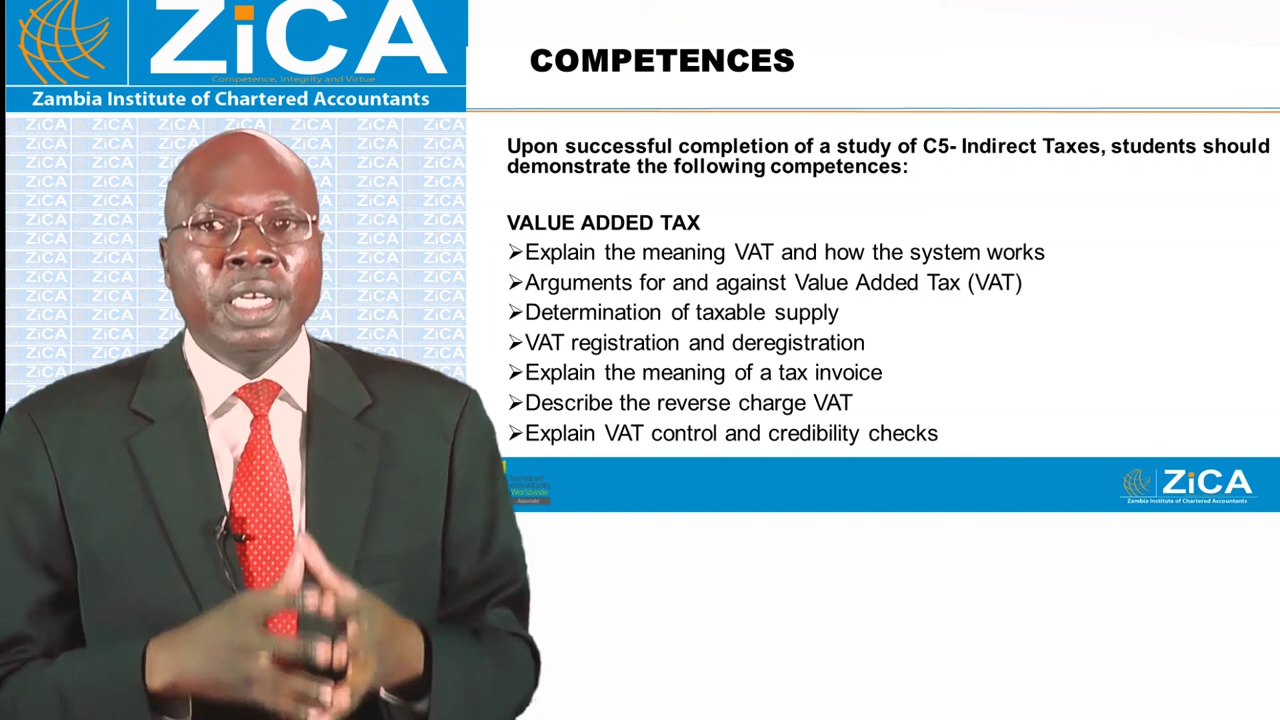 ZiCA
Competence, Integrity and Virtue
Zambia Institute of Chartered Accountants
COMPETENCES
Upon successful completion of a study of C5- Indirect Taxes, students should
demonstrate the following competences:
VALUE ADDED TAX
➢Explain the meaning VAT and how the system works
➢Arguments for and against Value Added Tax (VAT)
➢Determination of taxable supply
➢VAT registration and deregistration
➢Explain the meaning of a tax invoice
➢Describe the reverse charge VAT
➢Explain VAT control and credibility checks
Worldwide
Associate
ZiCA
Zambia Institute of Chartered Accountants